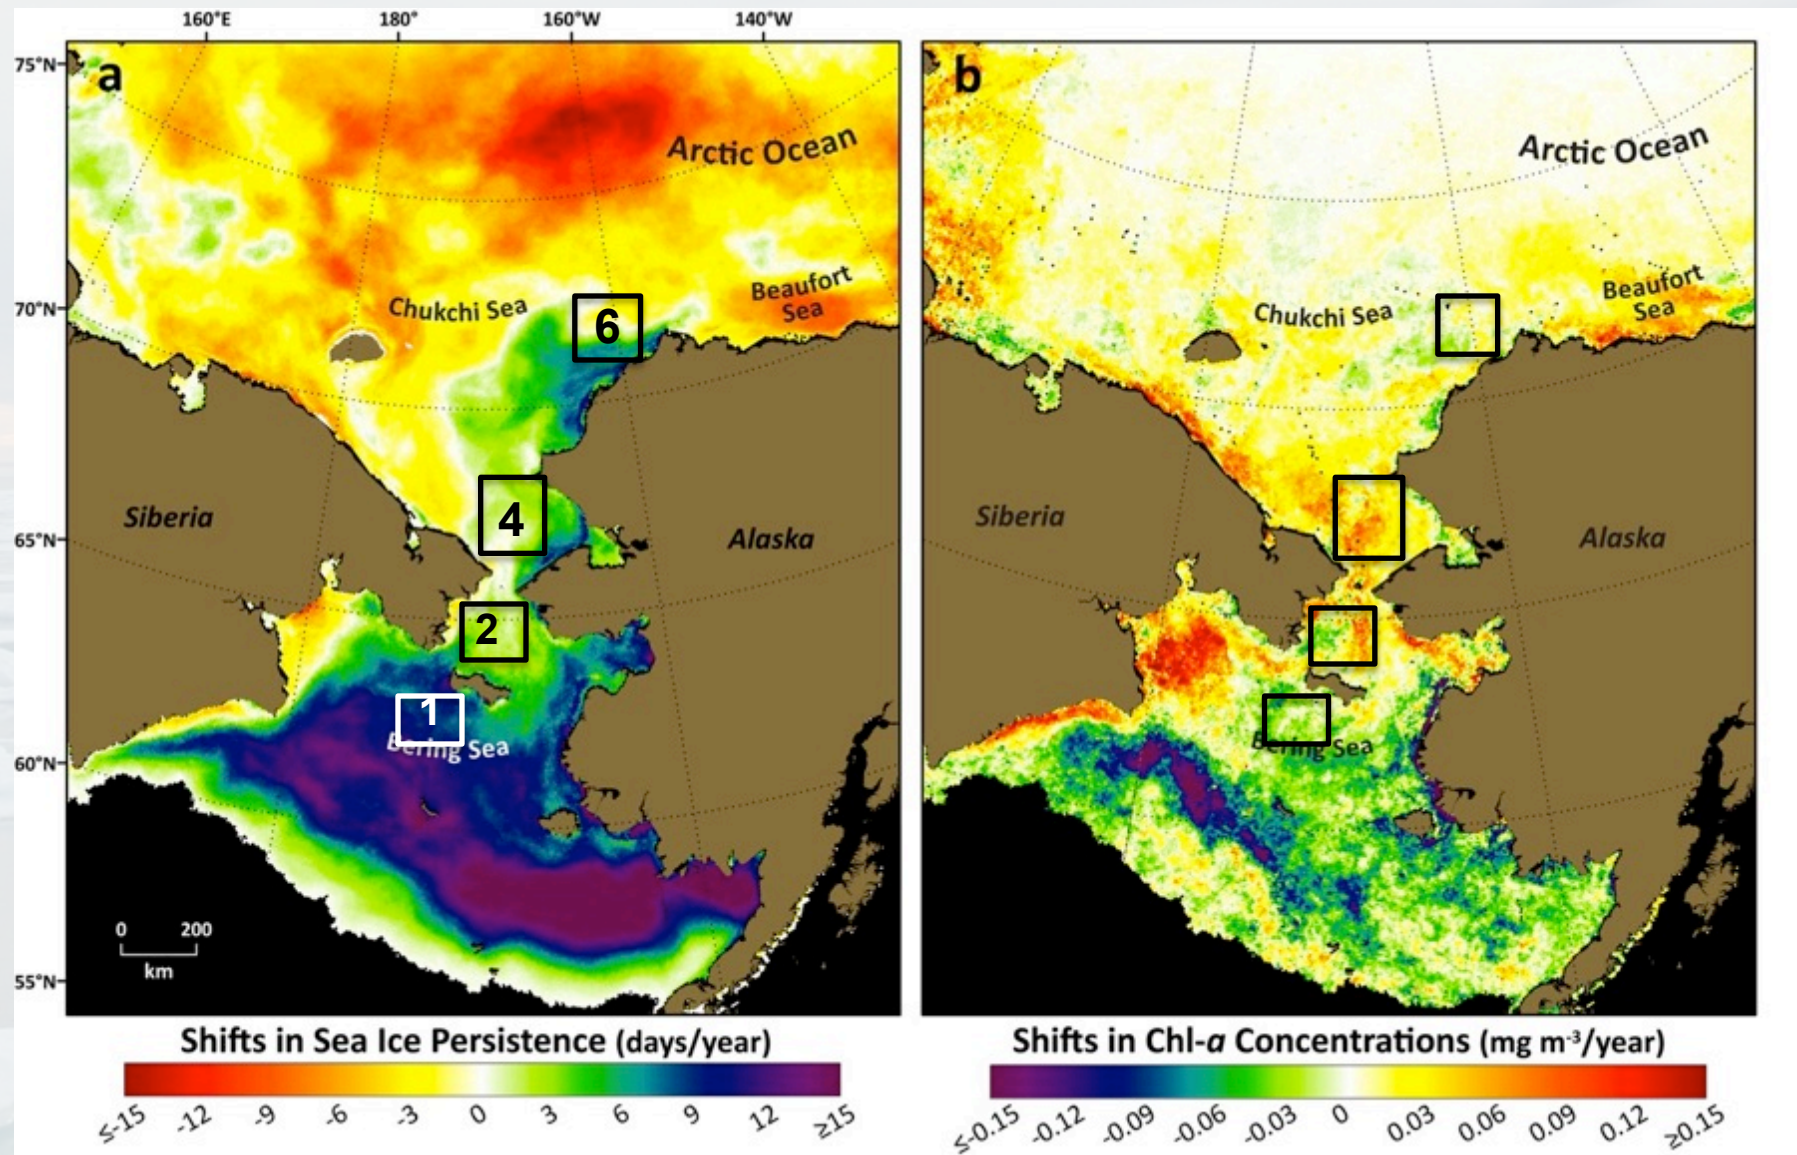 160°E 180° 160°W 140°W
75°N
70°N
65°N
60°N
55°N
a
Arctic Ocean
Chukchi Sea
Beaufort
Sea
6
4
2
1
Siberia
Alaska
Bering Sea
0 200
km
b
Arctic Ocean
Chukchi Sea
Beaufort
Sea
Siberia
Alaska
Bering Sea
Shifts in Sea Ice Persistence (days/year)
≤-15 -12 -9 -6 -3 0 3 6 9 12 ≥15
Shifts in Chl-a Concentrations (mg m-³/year)
≤-0.15 -0.12 -0.09 -0.06 -0.03 0 0.03 0.06 0.09 0.12 ≥0.15